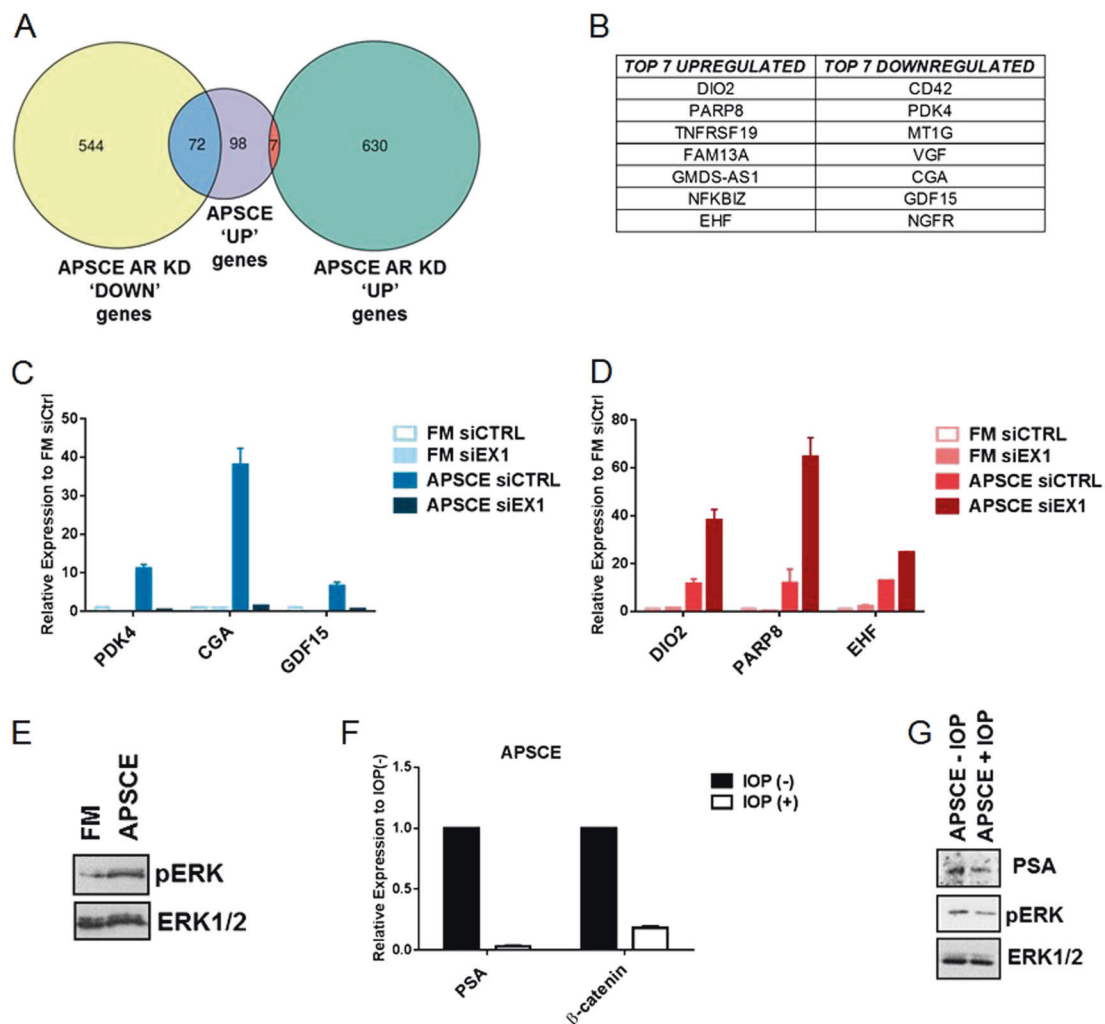 A
544
72
98
7
630
APSCE
‘UP’
genes
APSCE AR KD
‘DOWN’
genes
APSCE AR KD
‘UP’
genes
B
TOP 7 UPREGULATED TOP 7 DOWNREGULATED
DIO2 CD42
PARP8 PDK4
TNFRSF19 MT1G
FAM13A VGF
GMDS-AS1 CGA
NFKBIZ GDF15
EHF NGFR
C
Relative Expression to FM siCtrl
50
40
30
20
10
0
PDK4
CGA
GDF15
FM siCTRL
FM siEX1
APSCE siCTRL
APSCE siEX1
D
Relative Expression to FM siCtrl
80
60
40
20
0
DIO2
PARP8
EHF
FM siCTRL
FM siEX1
APSCE siCTRL
APSCE siEX1
E
FM
APSCE
pERK
ERK1/2
F
APSCE
Relative Expression to IOP(-)
1.5
1.0
0.5
0.0
PSA
β-catenin
IOP (-)
IOP (+)
G
APSCE - IOP
APSCE + IOP
PSA
pERK
ERK1/2